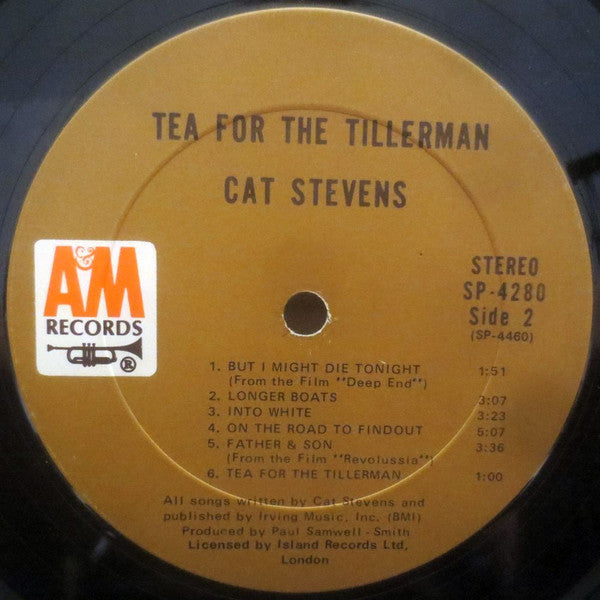 TEA FOR THE TILLERMAN
CAT STEVENS
A&M
RECORDS
®
STEREO
SP-4280
Side 2
(SP-4460)
1. BUT I MIGHT DIE TONIGHT 1:51
(From the Film "Deep End")
2. LONGER BOATS 3:07
3. INTO WHITE 3:23
4. ON THE ROAD TO FINDOUT 5:07
5. FATHER & SON 3:36
(From the Film "Revolussia")
6. TEA FOR THE TILLERMAN 1:00
All songs written by Cat Stevens and
published by Irving Music, Inc. (BMI)
Produced by Paul Samwell - Smith
Licensed by Island Records Ltd,
London